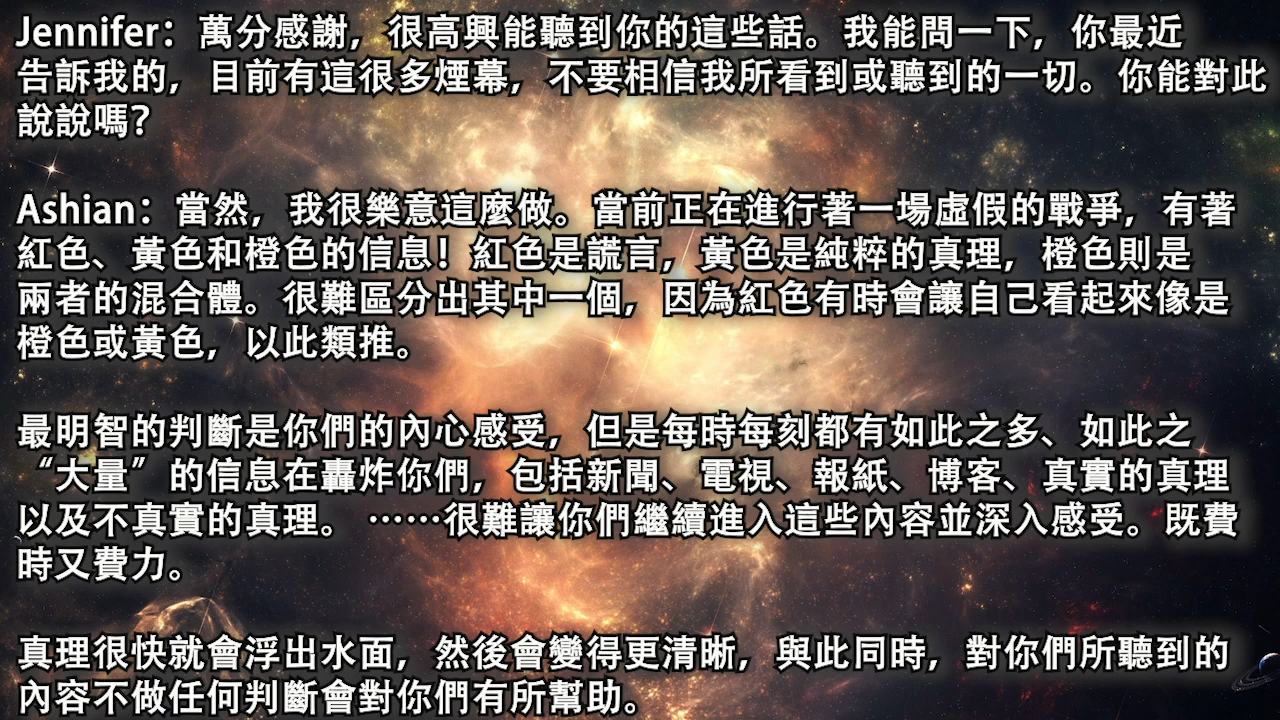 Jennifer：萬分感謝，很高興能聽到你的這些話。我能問一下，你最近
告訴我的，目前有這很多煙幕，不要相信我所看到或聽到的一切。你能對此
說說嗎？
Ashian：當然，我很樂意這麼做。當前正在進行著一場虛假的戰爭，有著
紅色、黃色和橙色的信息！紅色是謊言，黃色是純粹的真理，橙色則是
兩者的混合體。很難區分出其中一個，因為紅色有時會讓自己看起來像是
橙色或黃色，以此類推。
最明智的判斷是你們的內心感受，但是每時每刻都有如此之多、如此之
“大量”的信息在轟炸你們，包括新聞、電視、報紙、博客、真實的真理
以及不真實的真理。 ……很難讓你們繼續進入這些內容並深入感受。既費
時又費力。
真理很快就會浮出水面，然後會變得更清晰，與此同時，對你們所聽到的
內容不做任何判斷會對你們有所幫助。